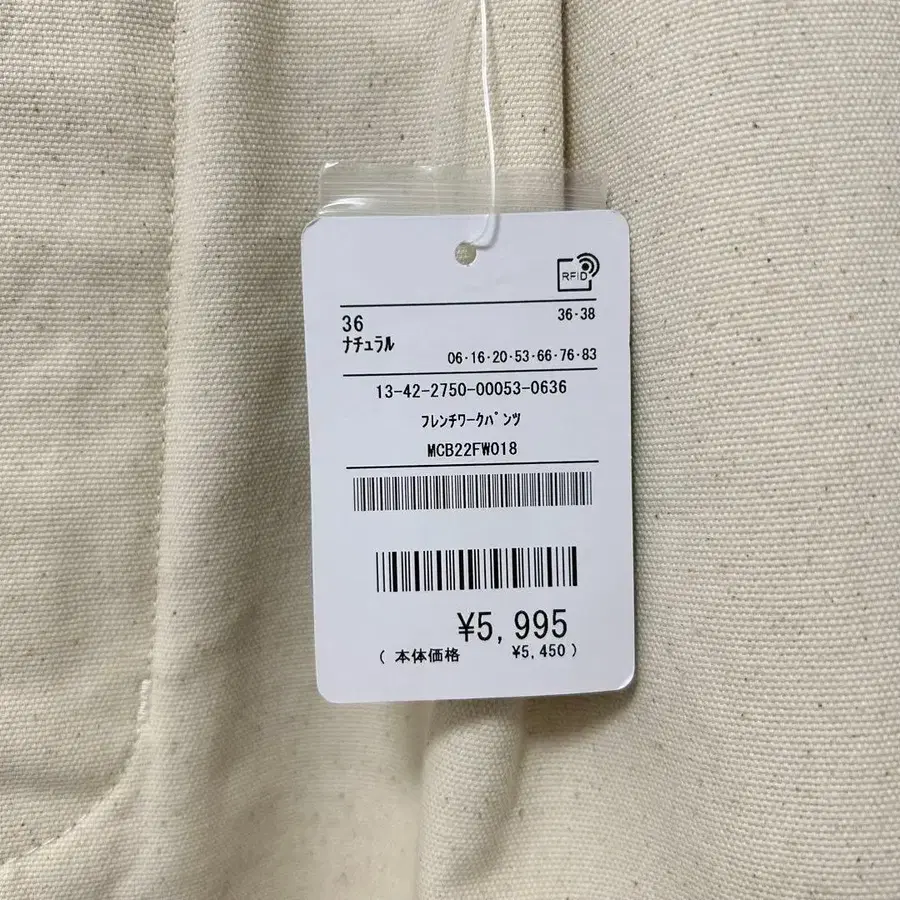 RFID
36 36・38
ﾅﾁｭﾗﾙ
06・16・20・53・66・76・83
13-42-2750-00053-0636
ﾌﾚﾝﾁﾜｰｸﾊﾟﾝﾂ
MCB22FW018
¥5,995
( 本体価格 ¥5,450 )